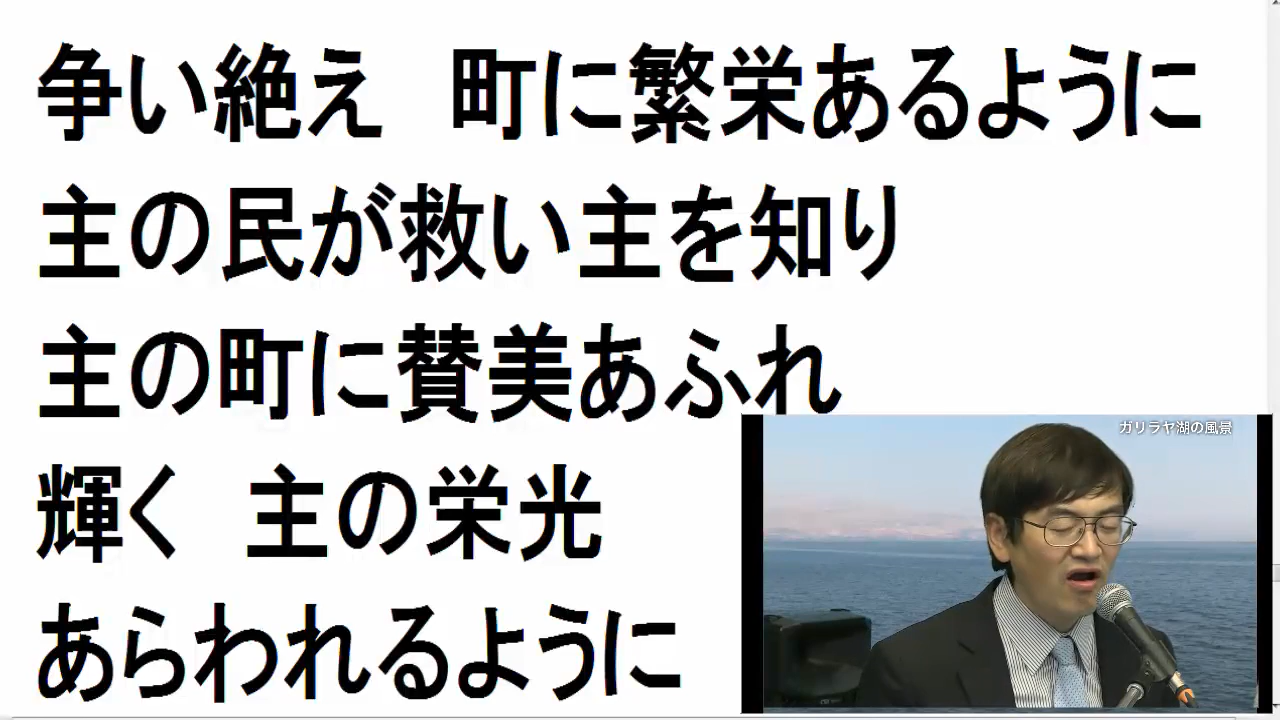 争い絶え　町に繁栄あるように
主の民が救い主を知り
主の町に賛美あふれ
輝く　主の栄光
あらわれるように
ガリラヤ湖の風景